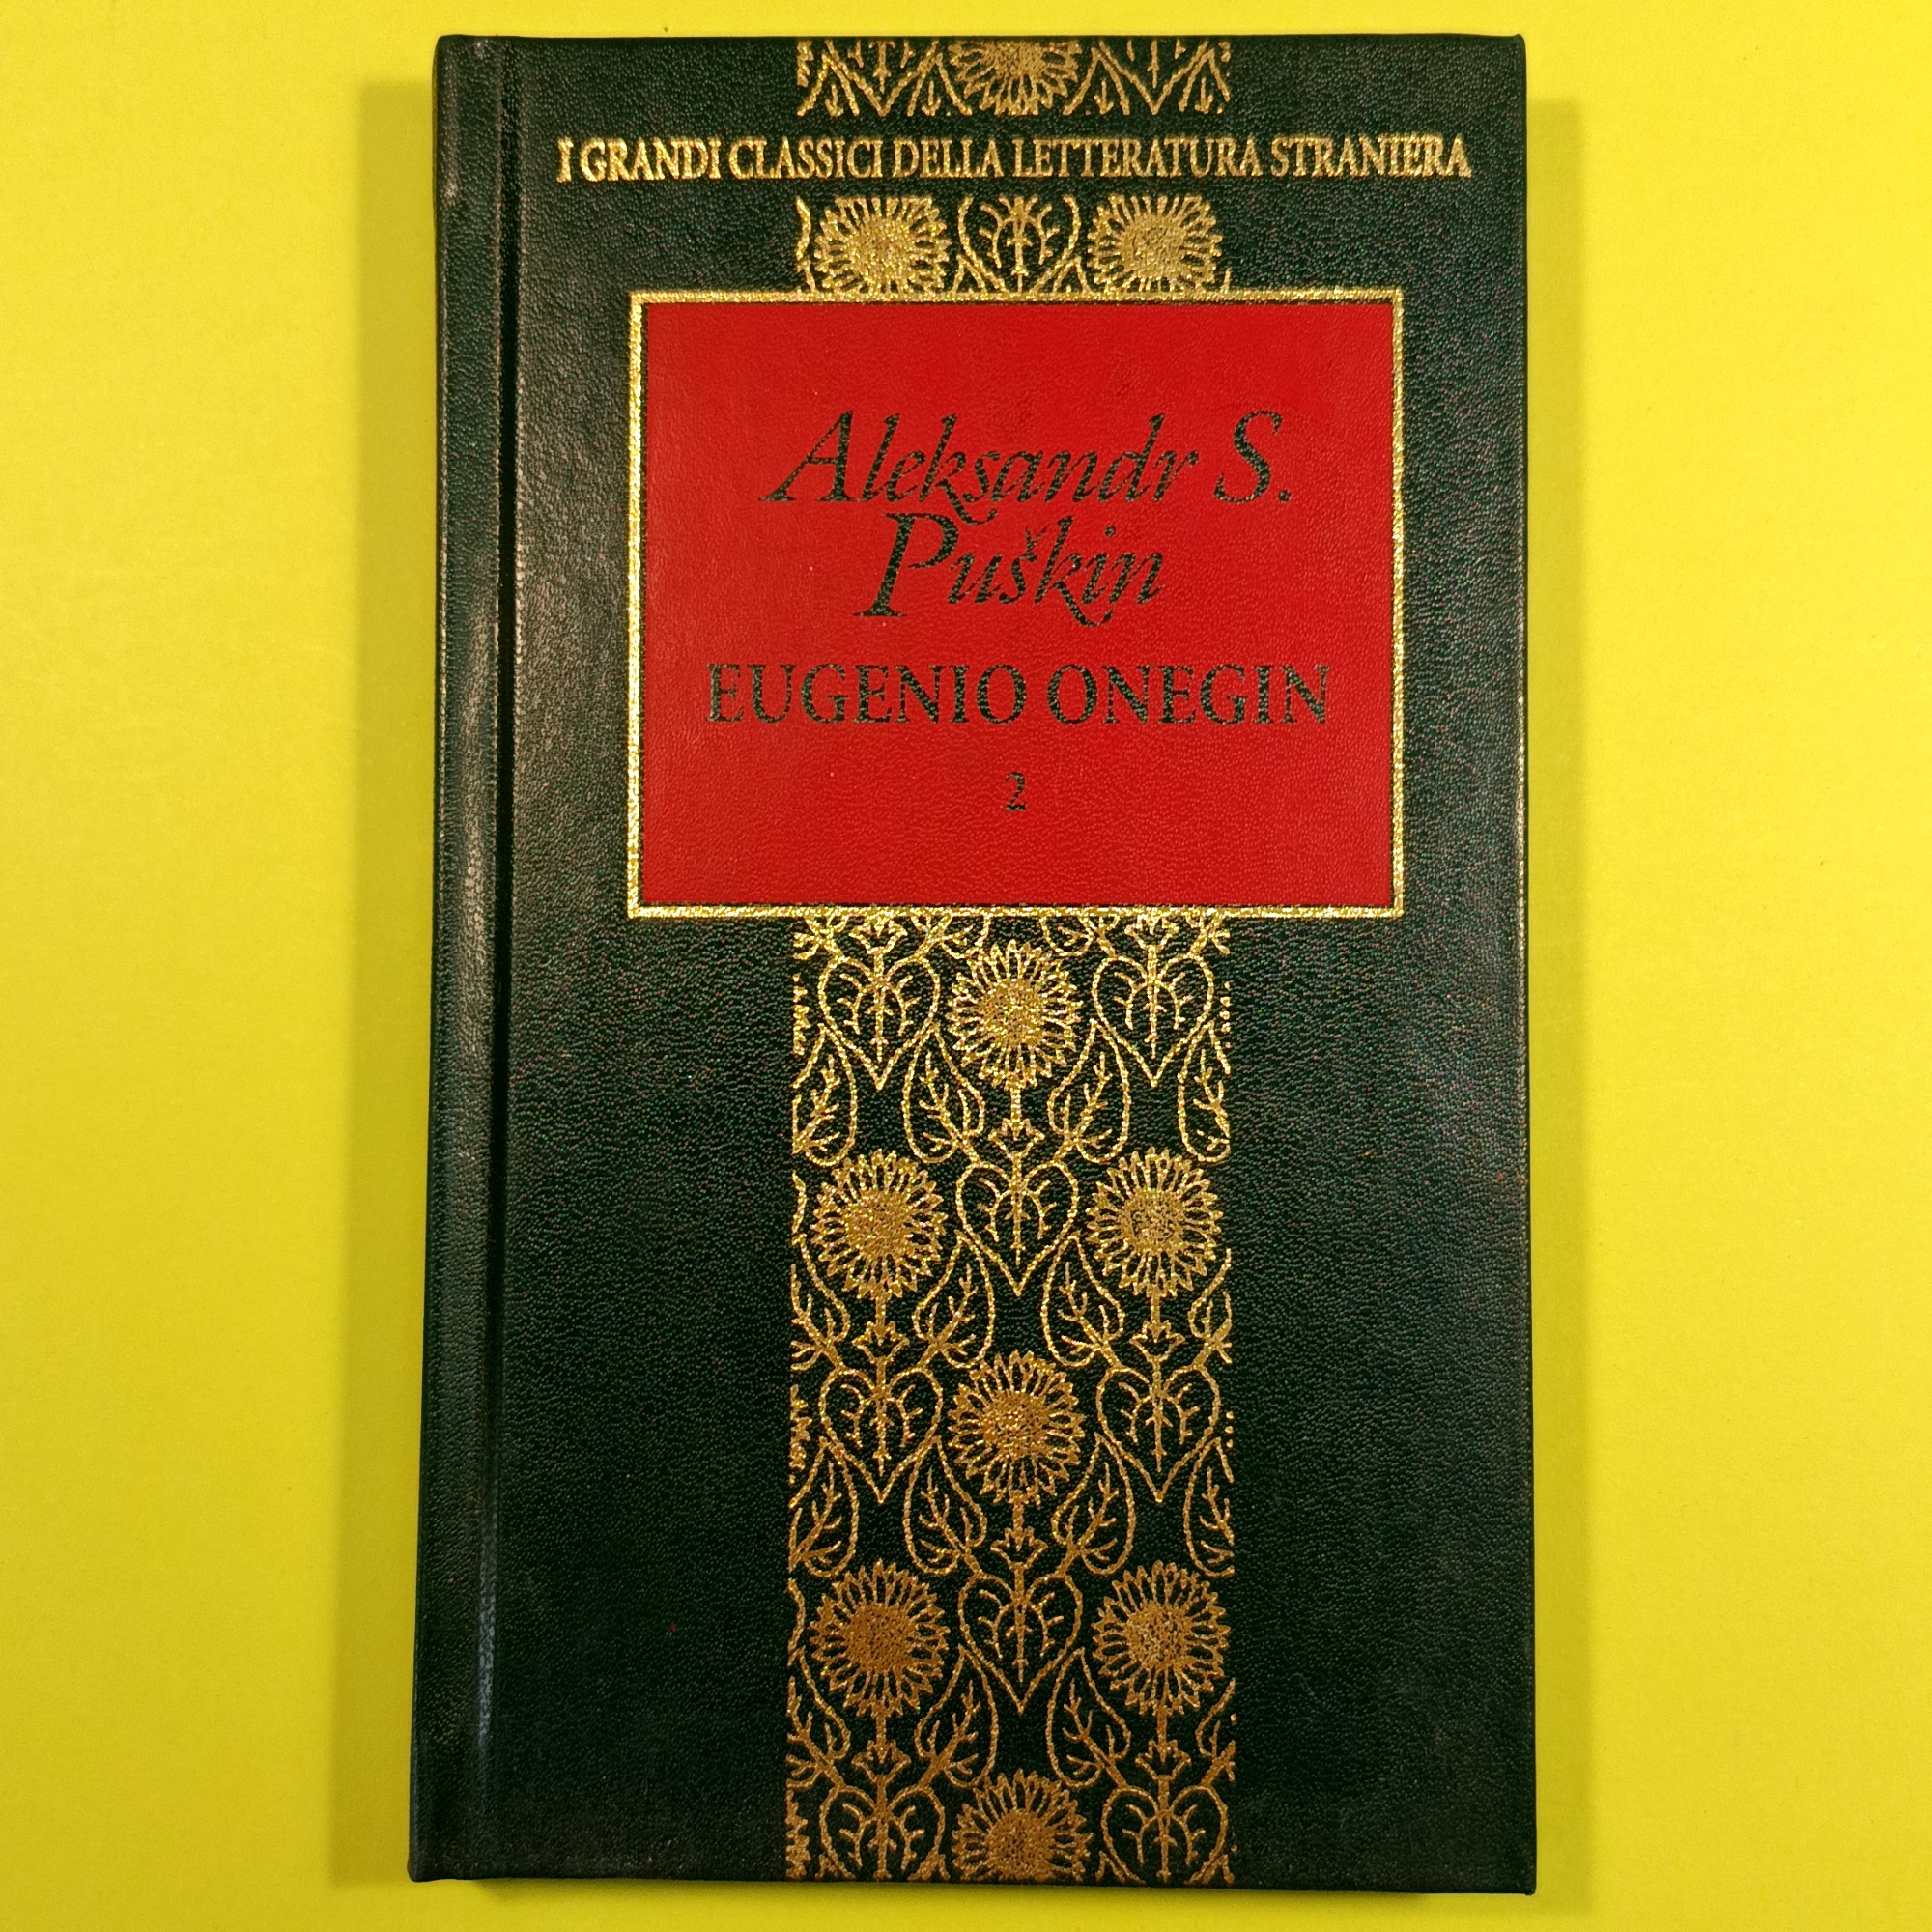 I GRANDI CLASSICI DELLA LETTERATURA STRANIERA
Aleksandr S.
Puškin
EUGENIO ONEGIN
2